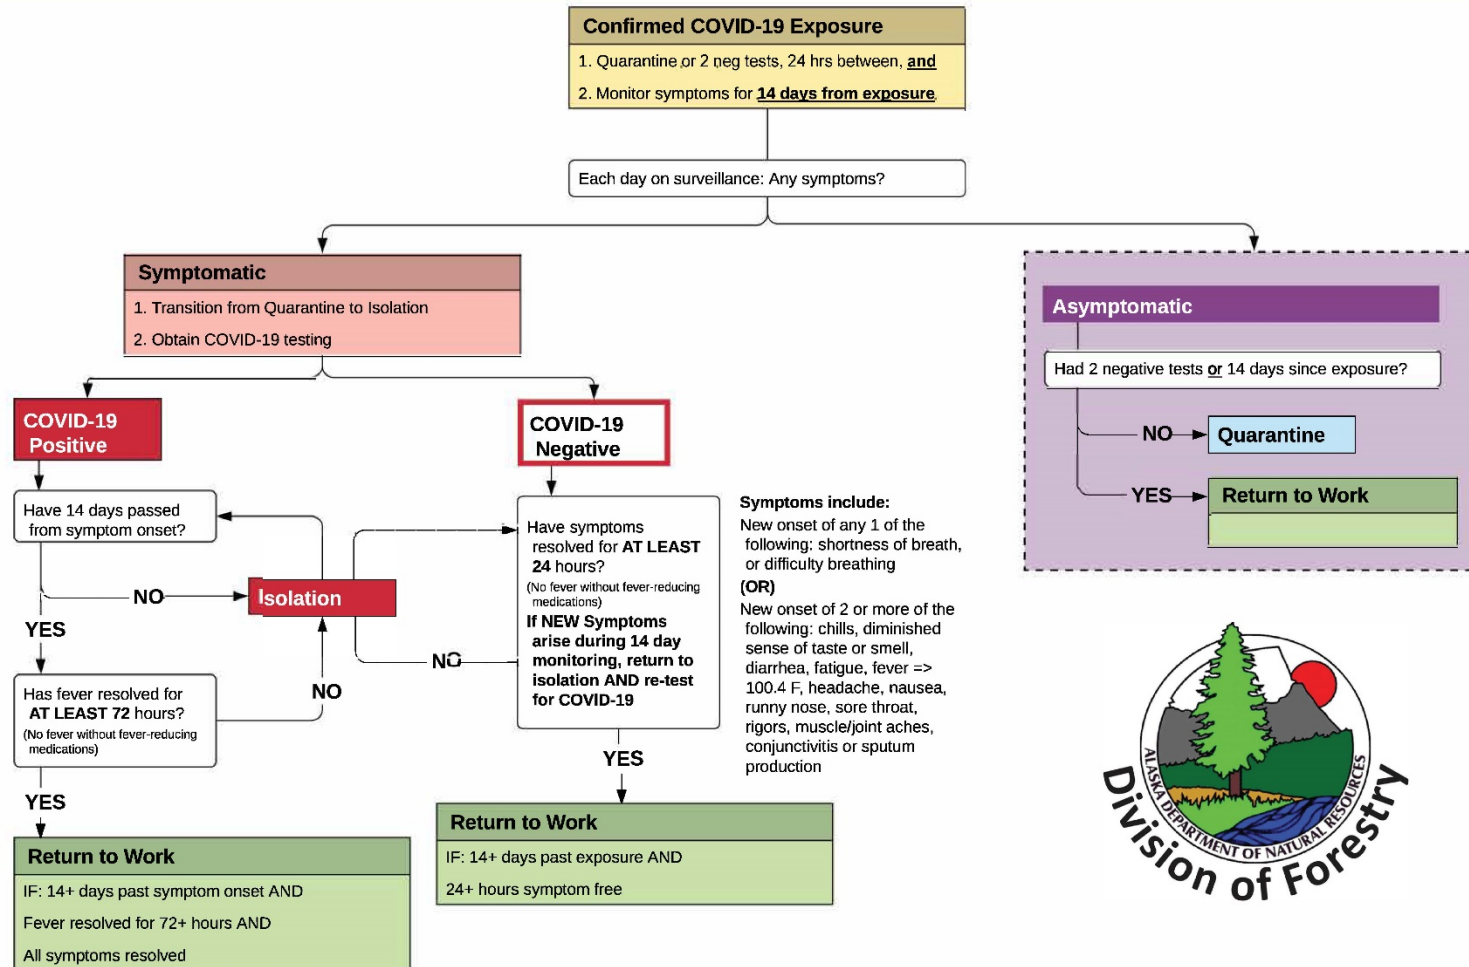 Confirmed COVID-19 Exposure
1. Quarantine or 2 neg tests, 24 hrs between, and
2. Monitor symptoms for 14 days from exposure.
Each day on surveillance: Any symptoms?
Symptomatic
1. Transition from Quarantine to Isolation
2. Obtain COVID-19 testing
COVID-19
Positive
Have 14 days passed
from symptom onset?
NO
Isolation
YES
Has fever resolved for
AT LEAST 72 hours?
(No fever without fever-reducing
medications)
NO
YES
Return to Work
IF: 14+ days past symptom onset AND
Fever resolved for 72+ hours AND
All symptoms resolved
COVID-19
Negative
Have symptoms
resolved for AT LEAST
24 hours?
(No fever without fever-reducing
medications)
If NEW Symptoms
arise during 14 day
monitoring, return to
isolation AND re-test
for COVID-19
NO
YES
Return to Work
IF: 14+ days past exposure AND
24+ hours symptom free
Symptoms include:
New onset of any 1 of the
following: shortness of breath,
or difficulty breathing
(OR)
New onset of 2 or more of the
following: chills, diminished
sense of taste or smell,
diarrhea, fatigue, fever =>
100.4 F, headache, nausea,
runny nose, sore throat,
rigors, muscle/joint aches,
conjunctivitis or sputum
production
Asymptomatic
Had 2 negative tests or 14 days since exposure?
NO
Quarantine
YES
Return to Work
ALASKA DEPARTMENT OF NATURAL RESOURCES
Division of Forestry